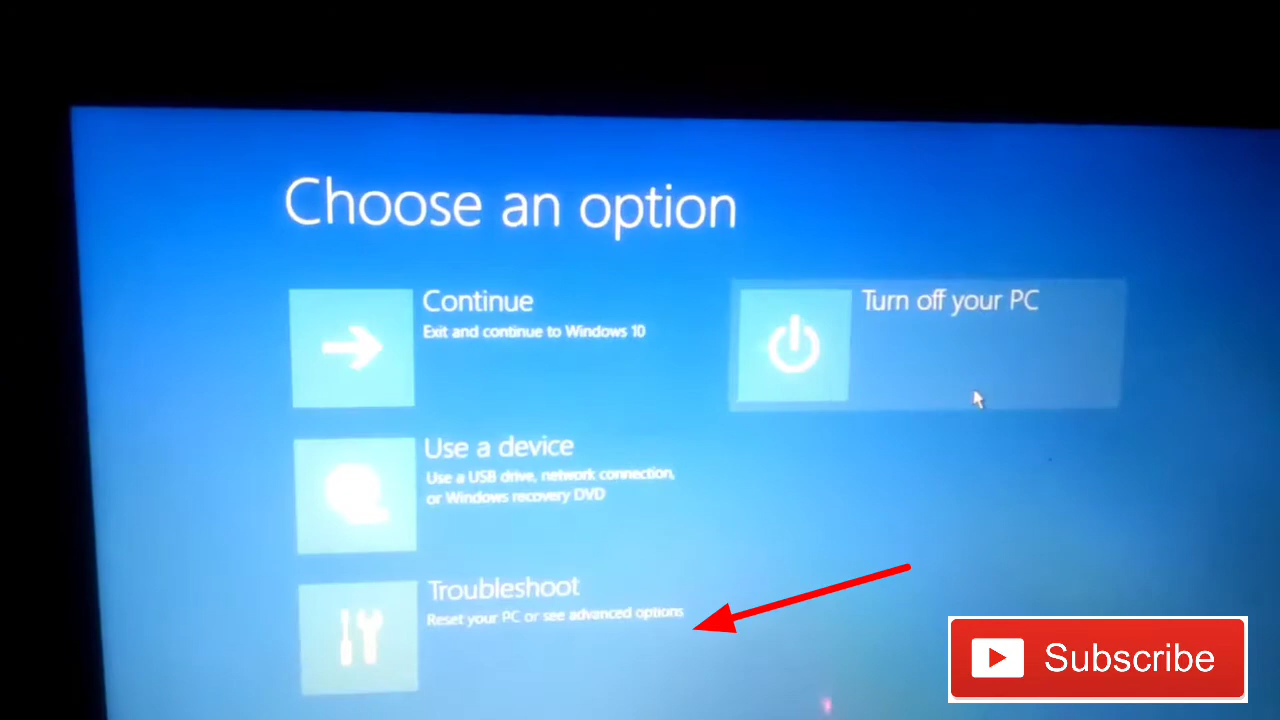 Choose an option
Continue
Exit and continue to Windows 10
Turn off your PC
Use a device
Use a USB drive, network connection,
or Windows recovery DVD
Troubleshoot
Reset your PC or see advanced options
Subscribe